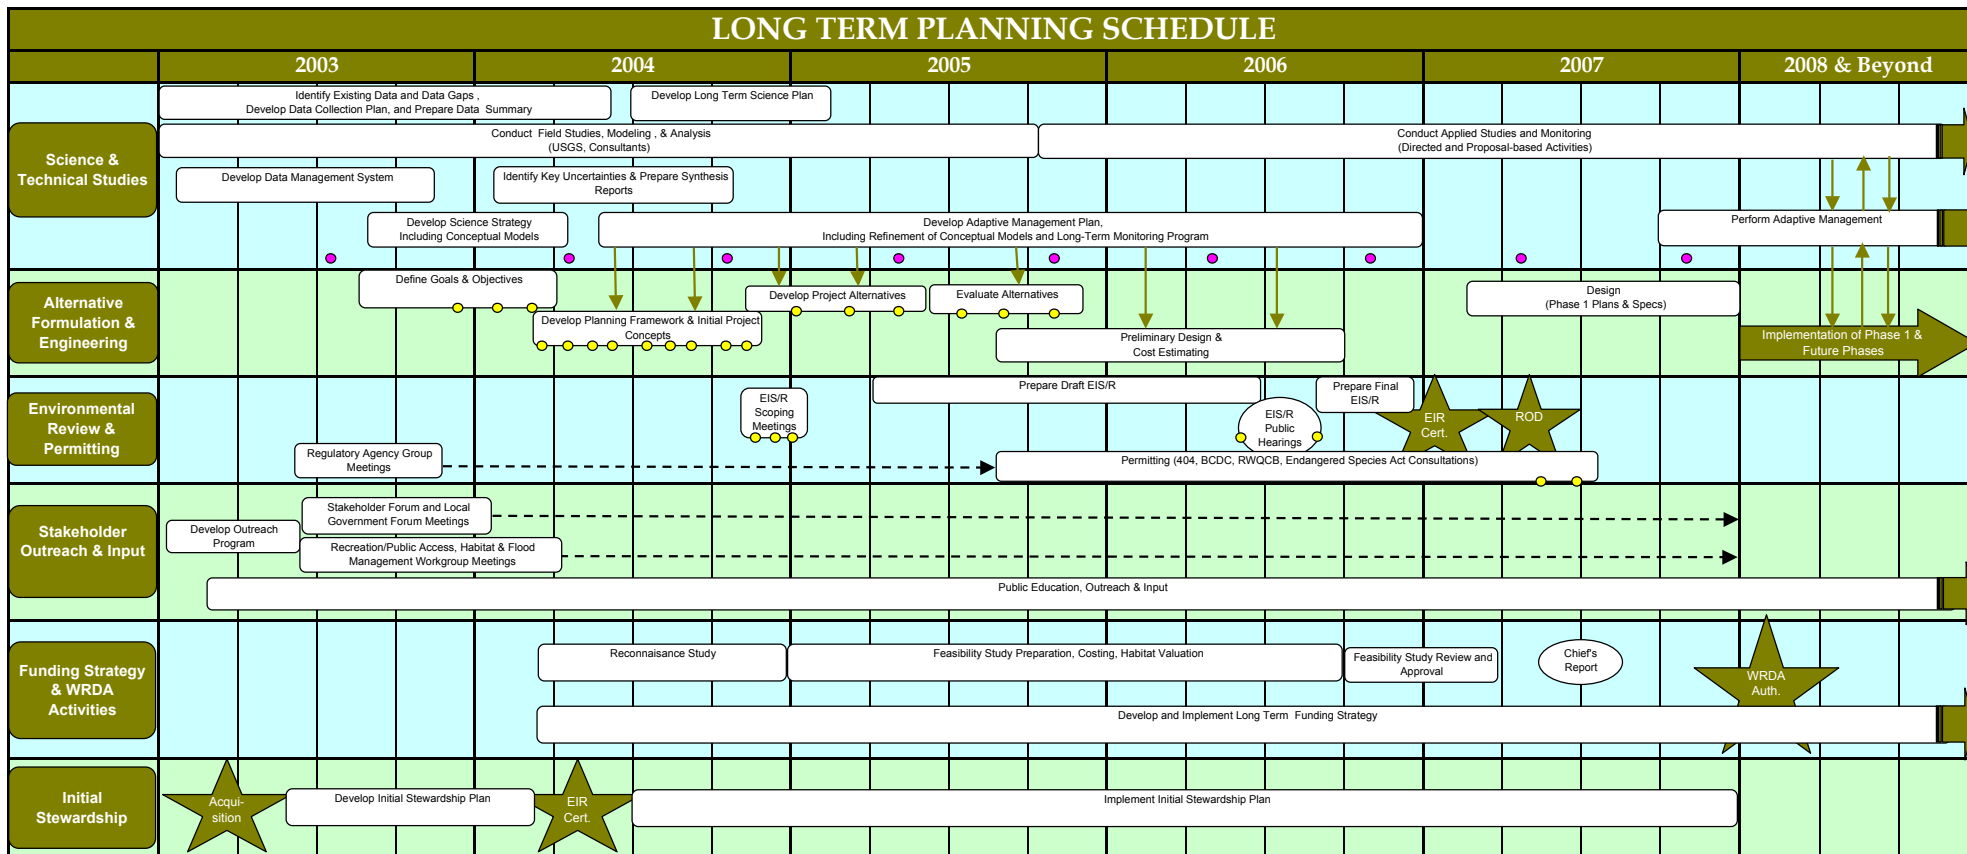 LONG TERM PLANNING SCHEDULE
2003
2004
2005
2006
2007
2008 & Beyond
Science &
Technical Studies
Identify Existing Data and Data Gaps ,
Develop Data Collection Plan, and Prepare Data Summary
Develop Long Term Science Plan
Conduct Field Studies, Modeling , & Analysis
(USGS, Consultants)
Conduct Applied Studies and Monitoring
(Directed and Proposal-based Activities)
Develop Data Management System
Identify Key Uncertainties & Prepare Synthesis
Reports
Develop Science Strategy
Including Conceptual Models
Develop Adaptive Management Plan,
Including Refinement of Conceptual Models and Long-Term Monitoring Program
Perform Adaptive Management
Alternative
Formulation &
Engineering
Define Goals & Objectives
Develop Planning Framework & Initial Project
Concepts
Develop Project Alternatives
Evaluate Alternatives
Preliminary Design &
Cost Estimating
Design
(Phase 1 Plans & Specs)
Implementation of Phase 1 &
Future Phases
Environmental
Review &
Permitting
EIS/R
Scoping
Meetings
Prepare Draft EIS/R
EIS/R
Public
Hearings
Prepare Final
EIS/R
EIR
Cert.
ROD
Regulatory Agency Group
Meetings
Permitting (404, BCDC, RWQCB, Endangered Species Act Consultations)
Stakeholder
Outreach & Input
Develop Outreach
Program
Stakeholder Forum and Local
Government Forum Meetings
Recreation/Public Access, Habitat & Flood
Management Workgroup Meetings
Public Education, Outreach & Input
Funding Strategy
& WRDA
Activities
Reconnaisance Study
Feasibility Study Preparation, Costing, Habitat Valuation
Feasibility Study Review and
Approval
Chief's
Report
WRDA
Auth.
Develop and Implement Long Term Funding Strategy
Initial
Stewardship
Acqui-
sition
Develop Initial Stewardship Plan
EIR
Cert.
Implement Initial Stewardship Plan